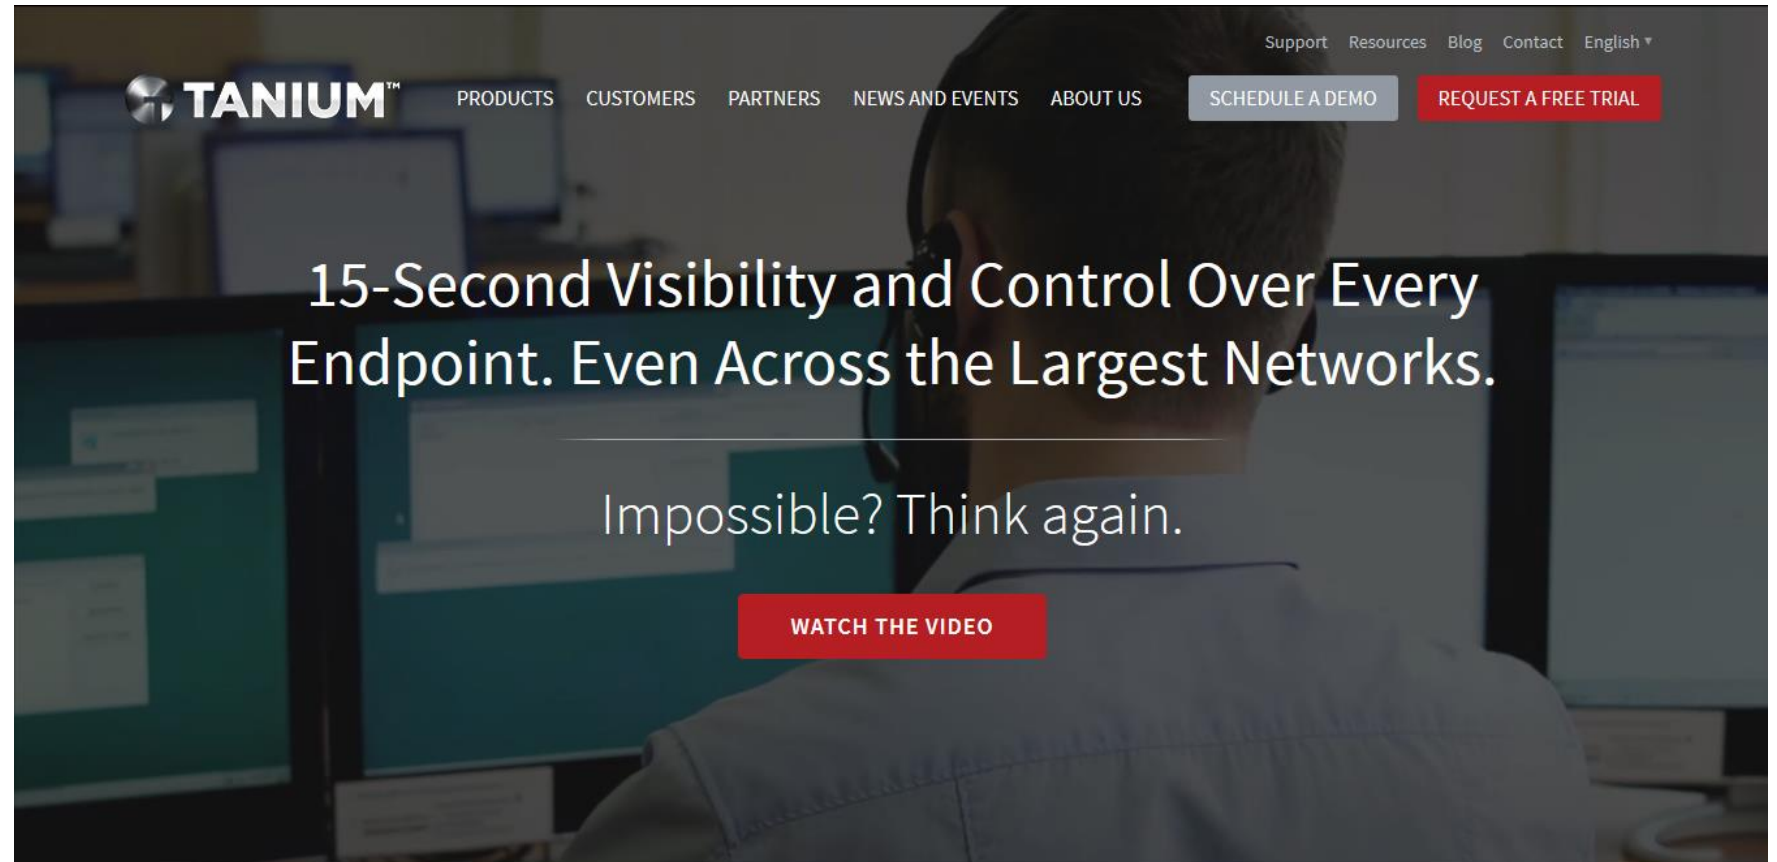 Support Resources Blog Contact English ▾
TANIUM™ PRODUCTS CUSTOMERS PARTNERS NEWS AND EVENTS ABOUT US SCHEDULE A DEMO REQUEST A FREE TRIAL
15-Second Visibility and Control Over Every
Endpoint. Even Across the Largest Networks.
Impossible? Think again.
WATCH THE VIDEO